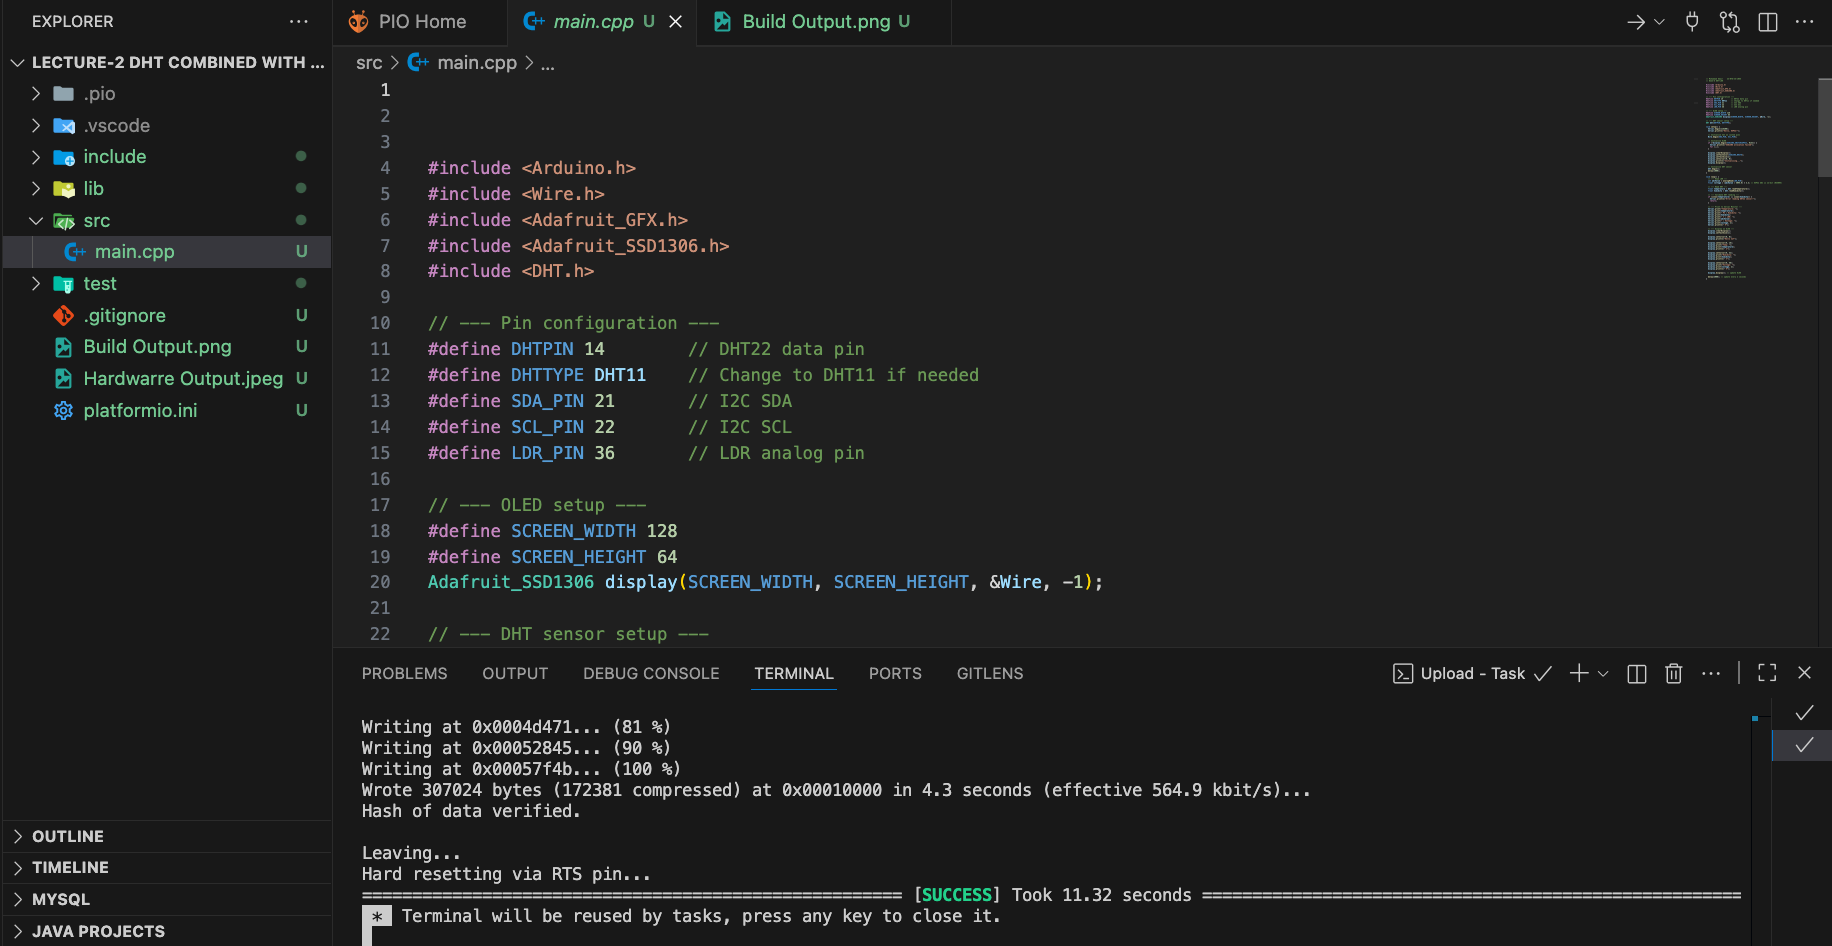 EXPLORER
LECTURE-2 DHT COMBINED WITH ...
.pio
.vscode
include
lib
src
main.cpp U
test
.gitignore U
Build Output.png U
Hardwarre Output.jpeg U
platformio.ini U
OUTLINE
TIMELINE
MYSQL
JAVA PROJECTS
PIO Home
main.cpp U
Build Output.png U
src > main.cpp > ...
1
2
3
4 #include <Arduino.h>
5 #include <Wire.h>
6 #include <Adafruit_GFX.h>
7 #include <Adafruit_SSD1306.h>
8 #include <DHT.h>
9
10 // --- Pin configuration ---
11 #define DHTPIN 14 // DHT22 data pin
12 #define DHTTYPE DHT11 // Change to DHT11 if needed
13 #define SDA_PIN 21 // I2C SDA
14 #define SCL_PIN 22 // I2C SCL
15 #define LDR_PIN 36 // LDR analog pin
16
17 // --- OLED setup ---
18 #define SCREEN_WIDTH 128
19 #define SCREEN_HEIGHT 64
20 Adafruit_SSD1306 display(SCREEN_WIDTH, SCREEN_HEIGHT, &Wire, -1);
21
22 // --- DHT sensor setup ---
PROBLEMS OUTPUT DEBUG CONSOLE TERMINAL PORTS GITLENS
Upload - Task
Writing at 0x0004d471... (81 %)
Writing at 0x00052845... (90 %)
Writing at 0x00057f4b... (100 %)
Wrote 307024 bytes (172381 compressed) at 0x00010000 in 4.3 seconds (effective 564.9 kbit/s)...
Hash of data verified.
Leaving...
Hard resetting via RTS pin...
==================================================== [SUCCESS] Took 11.32 seconds ====================================================
* Terminal will be reused by tasks, press any key to close it.